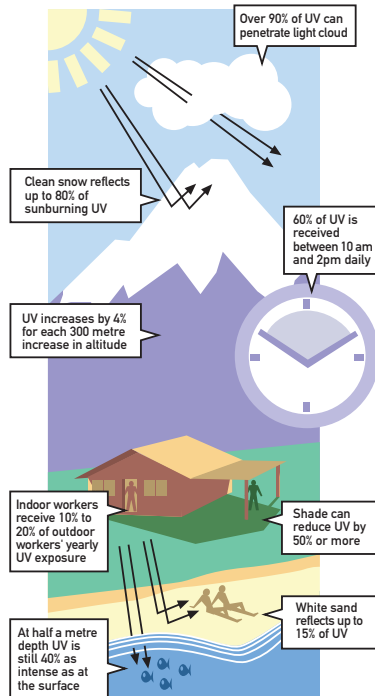 Over 90% of UV can
penetrate light cloud
Clean snow reflects
up to 80% of
sunburning UV
60% of UV is
received
between 10 am
and 2pm daily
UV increases by 4%
for each 300 metre
increase in altitude
Indoor workers
receive 10% to
20% of outdoor
workers' yearly
UV exposure
Shade can
reduce UV by
50% or more
White sand
reflects up to
15% of UV
At half a metre
depth UV is
still 40% as
intense as at
the surface